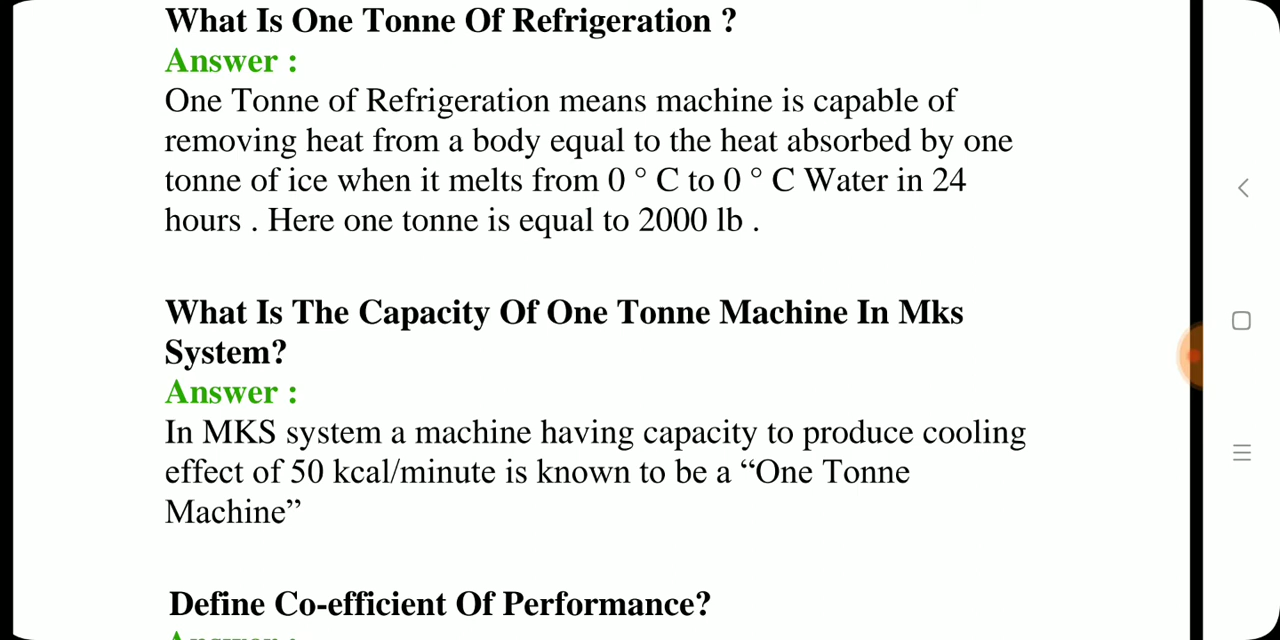 What Is One Tonne Of Refrigeration ?
Answer :
One Tonne of Refrigeration means machine is capable of
removing heat from a body equal to the heat absorbed by one
tonne of ice when it melts from 0 ° C to 0 ° C Water in 24
hours . Here one tonne is equal to 2000 lb .
What Is The Capacity Of One Tonne Machine In Mks
System?
Answer :
In MKS system a machine having capacity to produce cooling
effect of 50 kcal/minute is known to be a “One Tonne
Machine”
Define Co-efficient Of Performance?
Answer :